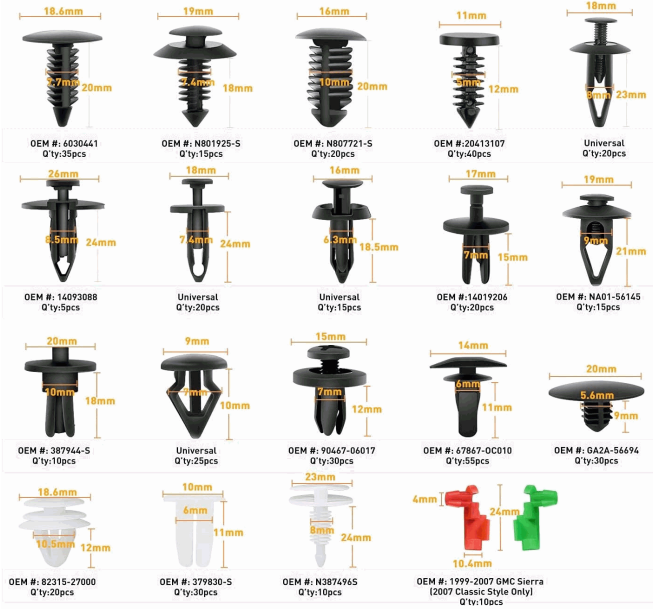 18.6mm 19mm 16mm 11mm 18mm
7.7mm 20mm 7.4mm 18mm 10mm 20mm 5mm 12mm 8mm 23mm
OEM #: 6030441 OEM #: N801925-S OEM #: N807721-S OEM #:20413107 Universal
Q'ty:35pcs Q'ty:15pcs Q'ty:20pcs Q'ty:40pcs Q'ty:20pcs
26mm 18mm 16mm 17mm 19mm
8.5mm 24mm 7.4mm 24mm 6.3mm 18.5mm 7mm 15mm 9mm 21mm
OEM #: 14093088 Universal Universal OEM #:14019206 OEM #: NA01-56145
Q'ty:5pcs Q'ty:20pcs Q'ty:15pcs Q'ty:20pcs Q'ty:15pcs
20mm 9mm 15mm 14mm 20mm
10mm 18mm 7mm 10mm 7mm 12mm 6mm 11mm 5.6mm 9mm
OEM #: 387944-S Universal OEM #: 90467-06017 OEM #: 67867-OC010 OEM #: GA2A-56694
Q'ty:10pcs Q'ty:25pcs Q'ty:30pcs Q'ty:55pcs Q'ty:30pcs
18.6mm 10mm 23mm
10.5mm 12mm 6mm 11mm 8mm 24mm 4mm 24mm
10.4mm
OEM #: 82315-27000 OEM #: 379830-S OEM #: N387496S OEM #: 1999-2007 GMC Sierra
Q'ty:20pcs Q'ty:30pcs Q'ty:10pcs (2007 Classic Style Only)
Q'ty:10pcs